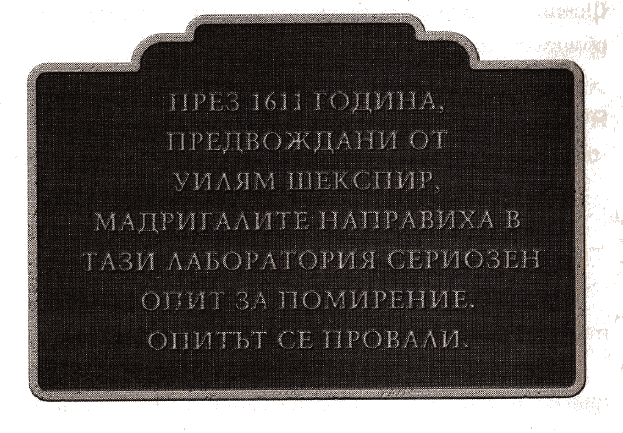 ПРЕЗ 1611 ГОДИНА,
ПРЕДВОЖДАНИ ОТ
УИЛЯМ ШЕКСПИР,
МАДРИГАЛИТЕ НАПРАВИХА В
ТАЗИ ЛАБОРАТОРИЯ СЕРИОЗЕН
ОПИТ ЗА ПОМИРЕНИЕ.
ОПИТЪТ СЕ ПРОВАЛИ.